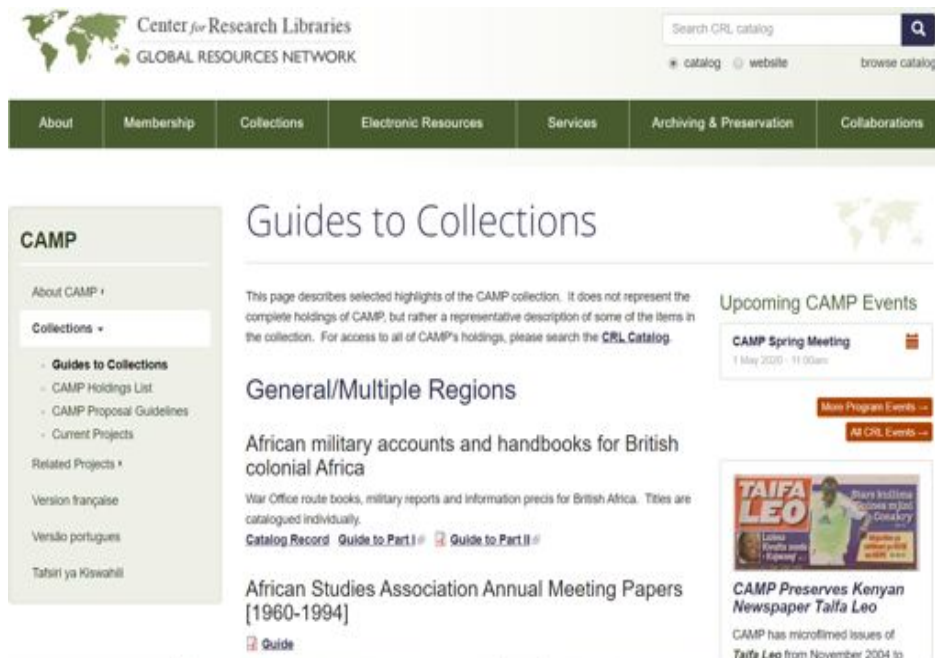 Center for Research Libraries
GLOBAL RESOURCES NETWORK
Search CRL catalog
catalog website
browse catalog
About Membership Collections Electronic Resources Services Archiving & Preservation Collaborations
CAMP
About CAMP
Collections
Guides to Collections
CAMP Holdings List
CAMP Proposal Guidelines
Current Projects
Related Projects
Version française
Versão portugues
Tafsiri ya Kiswahili
Guides to Collections
This page describes selected highlights of the CAMP collection. It does not represent the
complete holdings of CAMP, but rather a representative description of some of the items in
the collection. For access to all of CAMP's holdings, please search the CRL Catalog.
General/Multiple Regions
African military accounts and handbooks for British
colonial Africa
War Office route books, military reports and information precis for British Africa. Titles are
catalogued individually.
Catalog Record Guide to Part I Guide to Part II
African Studies Association Annual Meeting Papers
[1960-1994]
Guide
Upcoming CAMP Events
CAMP Spring Meeting
1 May 2020 - 11:00am
More Program Events →
All CRL Events →
TAIFA
LEO
Stars kullima
Guinea mjini
Conakry
CAMP Preserves Kenyan
Newspaper Taifa Leo
CAMP has microfilmed issues of
Taifa Leo from November 2004 to